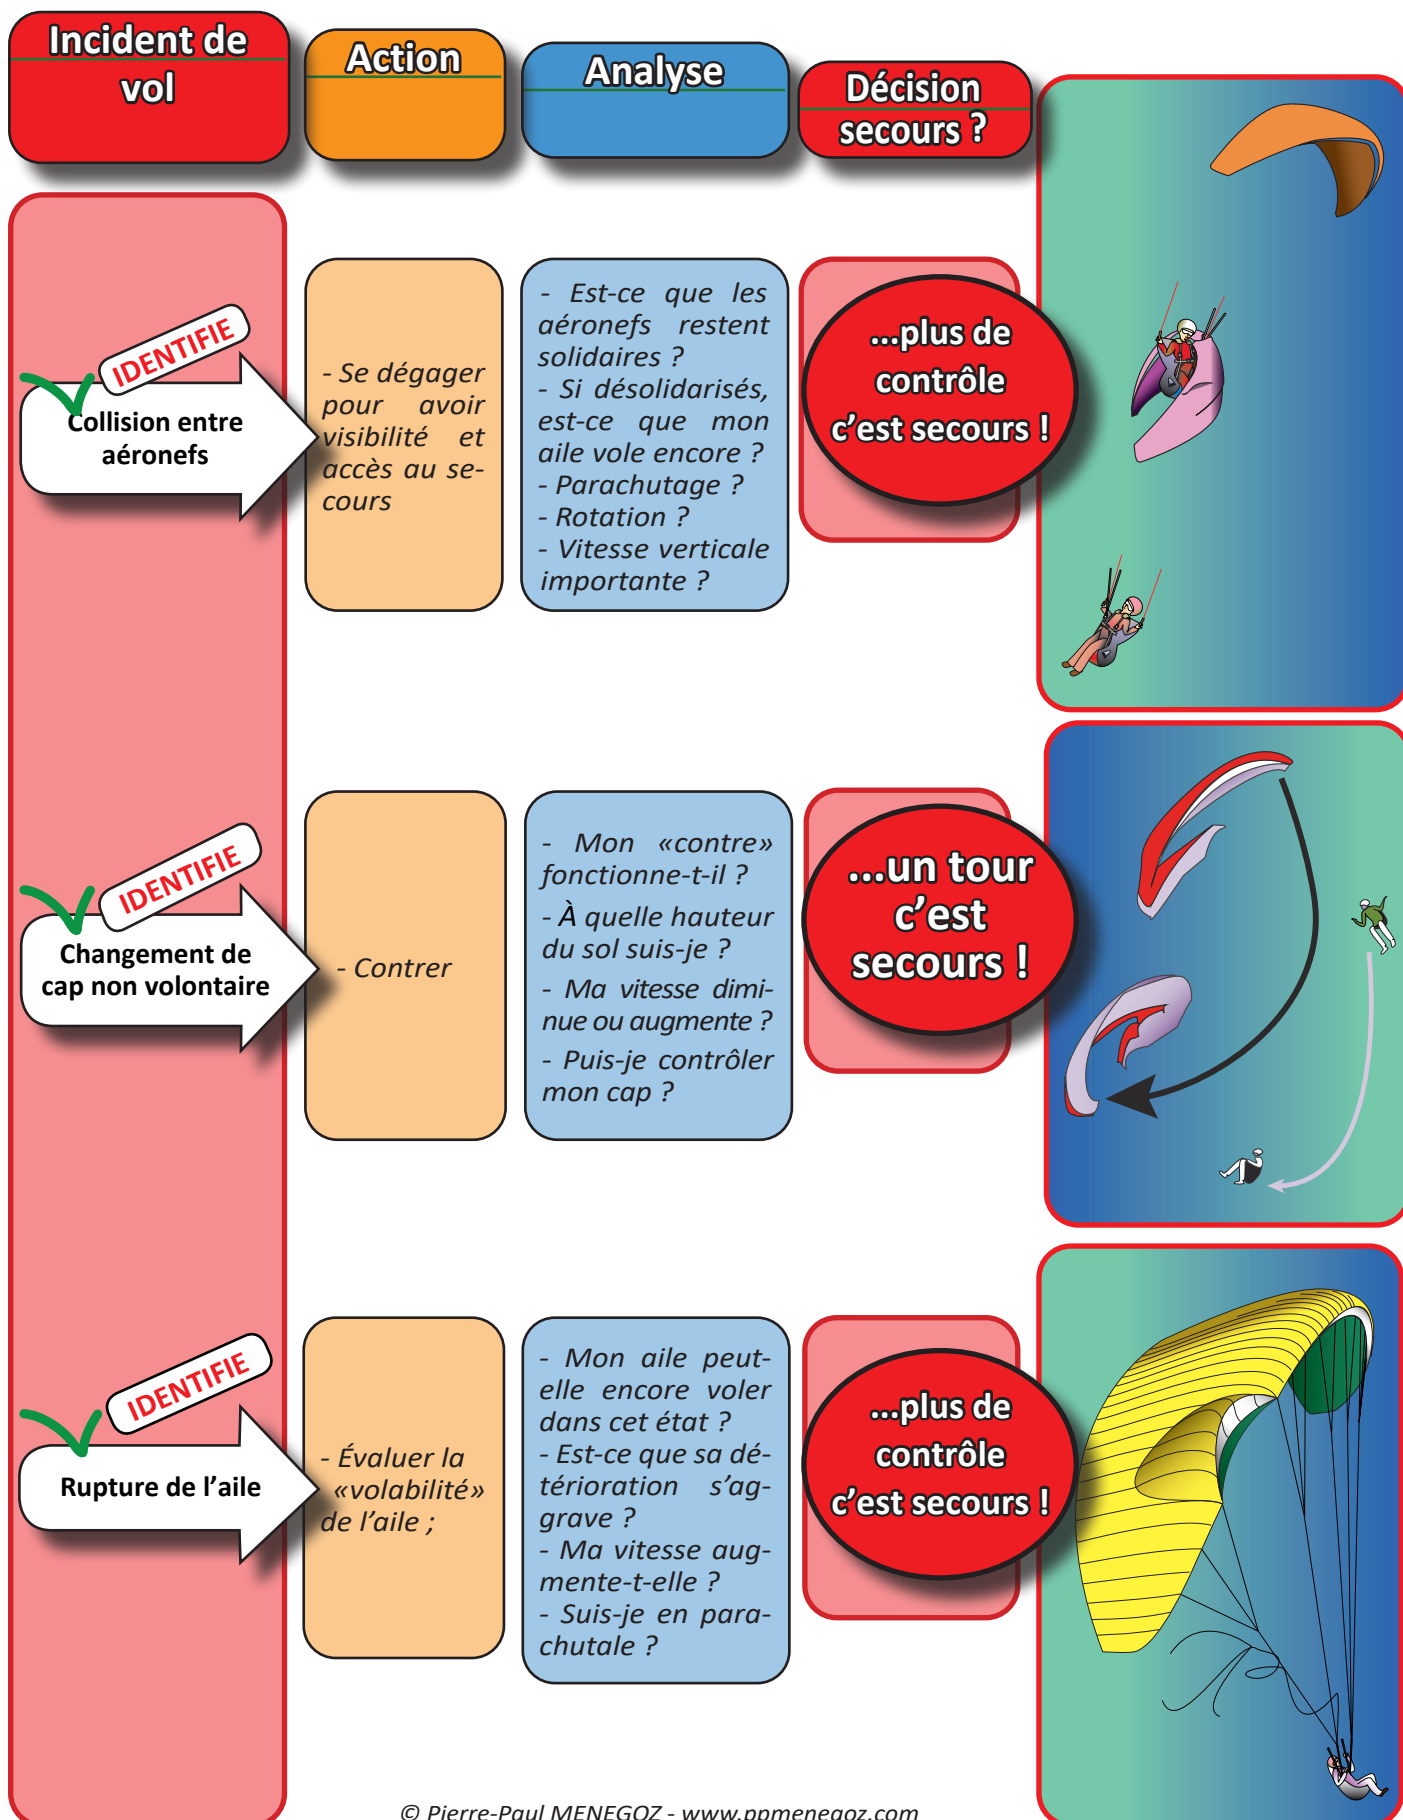 Incident de
vol
Action
Analyse
Décision
secours ?
IDENTIFIE
Collision entre
aéronefs
- Se dégager
pour avoir
visibilité et
accès au se-
cours
- Est-ce que les
aéronefs restent
solidaires ?
- Si désolidarisés,
est-ce que mon
aile vole encore ?
- Parachutage ?
- Rotation ?
- Vitesse verticale
importante ?
...plus de
contrôle
c'est secours !
IDENTIFIE
Changement de
cap non volontaire
- Contrer
- Mon «contre»
fonctionne-t-il ?
- À quelle hauteur
du sol suis-je ?
- Ma vitesse dimi-
nue ou augmente ?
- Puis-je contrôler
mon cap ?
...un tour
c'est
secours !
IDENTIFIE
Rupture de l'aile
- Évaluer la
«volabilité»
de l'aile ;
- Mon aile peut-
elle encore voler
dans cet état ?
- Est-ce que sa dé-
térioration s'ag-
grave ?
- Ma vitesse aug-
mente-t-elle ?
- Suis-je en para-
chutale ?
...plus de
contrôle
c'est secours !
© Pierre-Paul MENEGOZ - www.ppmenegoz.com